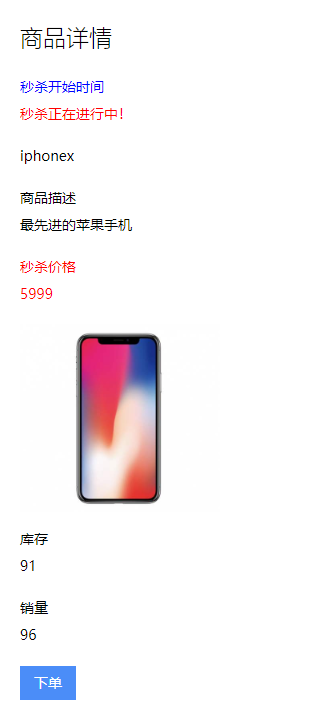 商品详情
秒杀开始时间
秒杀正在进行中!
iphonex
商品描述
最先进的苹果手机
秒杀价格
5999
库存
91
销量
96
下单